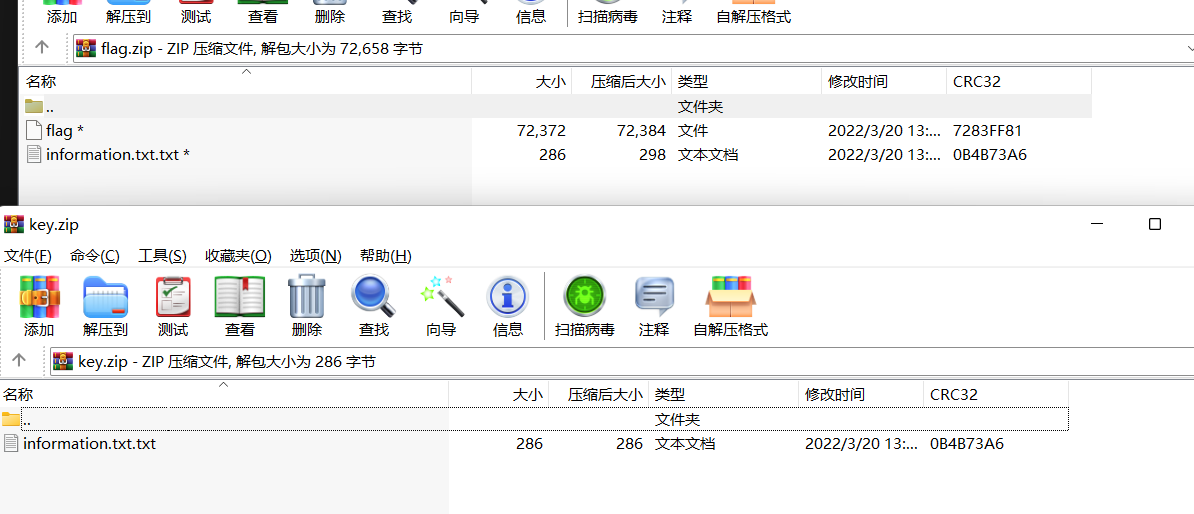 添加 解压到 测试 查看 删除 查找 向导 信息 扫描病毒 注释 自解压格式
flag.zip - ZIP 压缩文件, 解包大小为 72,658 字节
名称 大小 压缩后大小 类型 修改时间 CRC32
.. 文件夹
flag * 72,372 72,384 文件 2022/3/20 13:... 7283FF81
information.txt.txt * 286 298 文本文档 2022/3/20 13:... 0B4B73A6
key.zip
文件(F) 命令(C) 工具(S) 收藏夹(O) 选项(N) 帮助(H)
添加 解压到 测试 查看 删除 查找 向导 信息 扫描病毒 注释 自解压格式
key.zip - ZIP 压缩文件, 解包大小为 286 字节
名称 大小 压缩后大小 类型 修改时间 CRC32
.. 文件夹
information.txt.txt 286 286 文本文档 2022/3/20 13:... 0B4B73A6